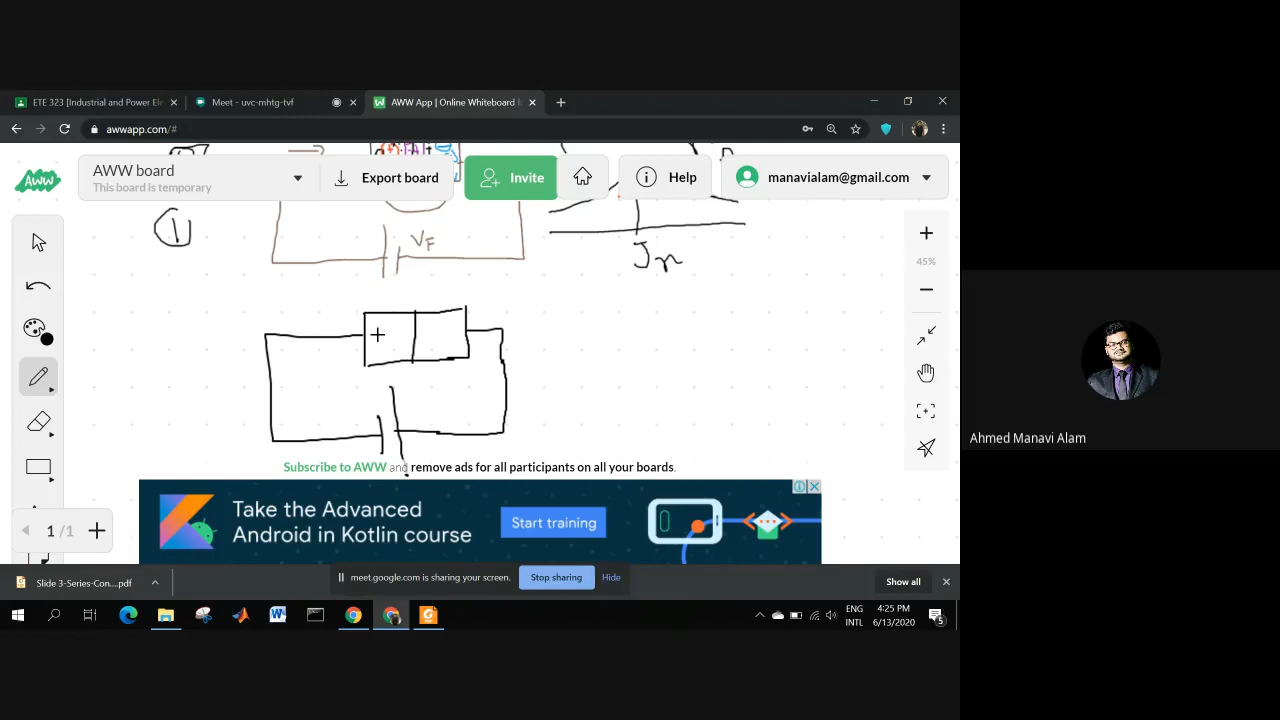 ETE 323 [Industrial and Power El
Meet - uvc-mhtg-tvf
AWW App | Online Whiteboard
awwapp.com/#
AWW
AWW board
This board is temporary
Export board
Invite
Help
manavialam@gmail.com
1
VF
Jn
45%
Ahmed Manavi Alam
Subscribe to AWW and remove ads for all participants on all your boards.
1 /1
Take the Advanced
Android in Kotlin course
Start training
meet.google.com is sharing your screen.
Stop sharing
Hide
Slide 3-Series-Con....pdf
Show all
ENG
INTL
4:25 PM
6/13/2020
5